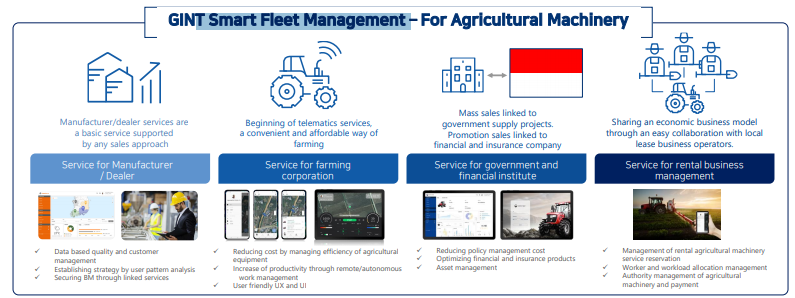 GINT Smart Fleet Management – For Agricultural Machinery
Manufacturer/dealer services are
a basic service supported
by any sales approach
Service for Manufacturer
/ Dealer
✓ Data based quality and customer
management
✓ Establishing strategy by user pattern analysis
✓ Securing BM through linked services
Beginning of telematics services,
a convenient and affordable way of
farming
Service for farming
corporation
✓ Reducing cost by managing efficiency of agricultural
equipment
✓ Increase of productivity through remote/autonomous
work management
✓ User friendly UX and UI
Mass sales linked to
government supply projects.
Promotion sales linked to
financial and insurance company
Service for government and
financial institute
✓ Reducing policy management cost
✓ Optimizing financial and insurance products
✓ Asset management
Sharing an economic business model
through an easy collaboration with local
lease business operators.
Service for rental business
management
✓ Management of rental agricultural machinery
service reservation
✓ Worker and workload allocation management
✓ Authority management of agricultural
machinery and payment